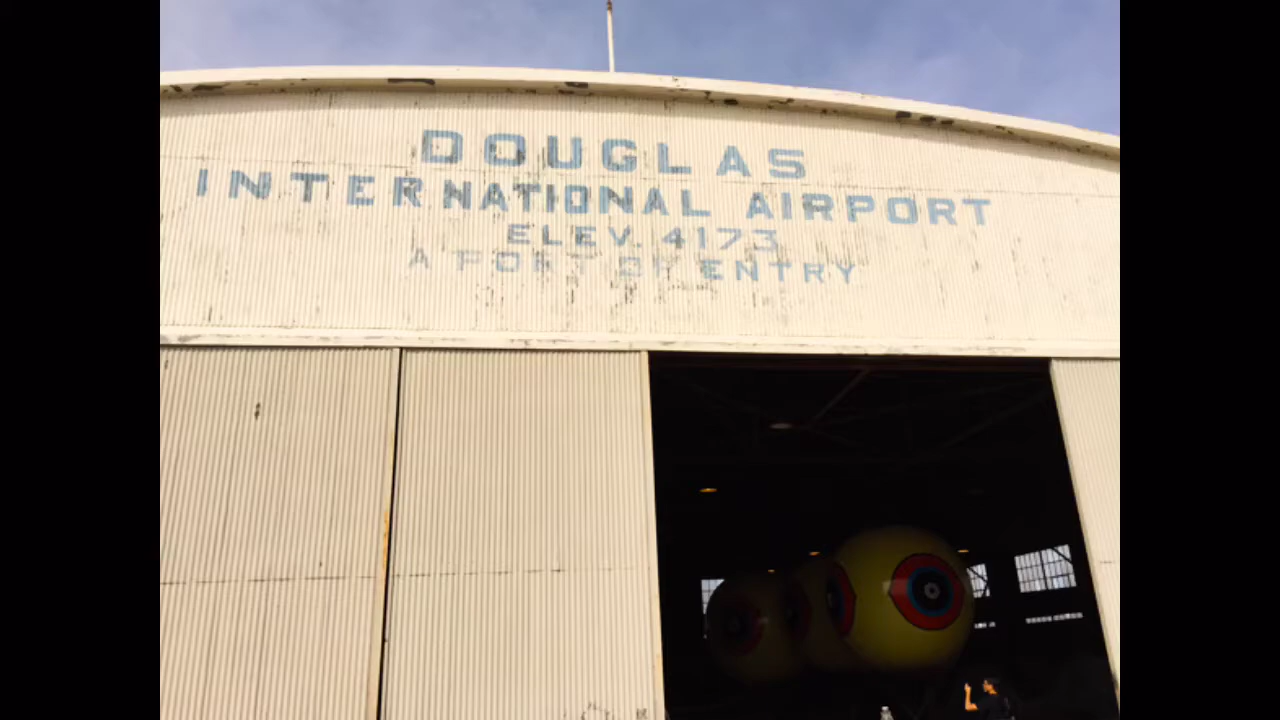 DOUGLAS
INTERNATIONAL AIRPORT
ELEV. 4173
A PORT OF ENTRY